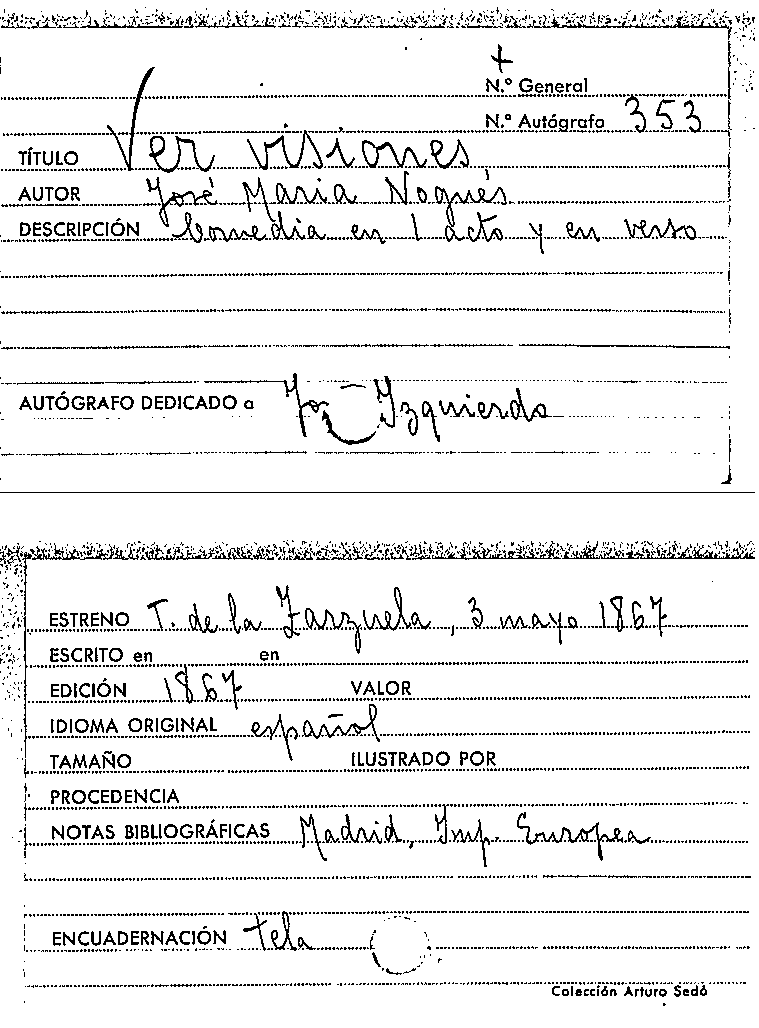 N.º General
N.º Autógrafo 353
TÍTULO Ver visiones
AUTOR José Maria Nogués
DESCRIPCIÓN Comedia en 1 acto y en verso
AUTÓGRAFO DEDICADO a Izquierdo
ESTRENO T. de la Zarzuela, 3 mayo 1867
ESCRITO en en
EDICIÓN 1867 VALOR
IDIOMA ORIGINAL español
TAMAÑO ILUSTRADO POR
PROCEDENCIA
NOTAS BIBLIOGRÁFICAS Madrid, Imp. Europea
ENCUADERNACIÓN tela
Colección Arturo Sedó